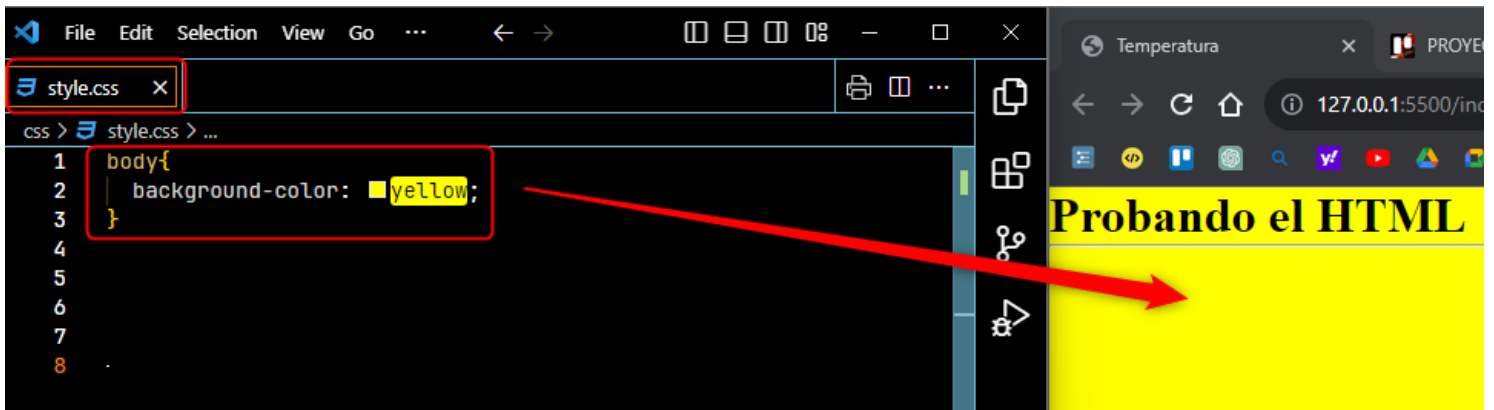 File Edit Selection View Go ···
style.css
css > style.css > ...
1 body{
2 background-color: yellow;
3 }
4
5
6
7
8
Temperatura
PROYE
127.0.0.1:5500/inc
y!
Probando el HTML